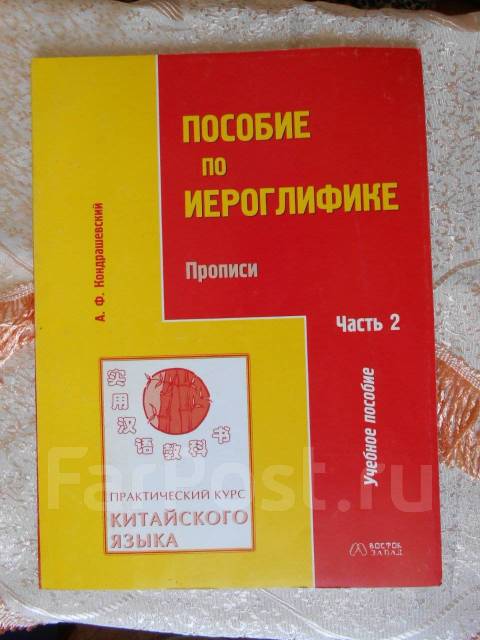 ПОСОБИЕ
ПО
ИЕРОГЛИФИКЕ
Прописи
Часть 2
А. Ф. Кондрашевский
Учебное пособие
实用汉语教科书
ПРАКТИЧЕСКИЙ КУРС
КИТАЙСКОГО
ЯЗЫКА
ВОСТОК
ЗАПАД
FarPost.ru